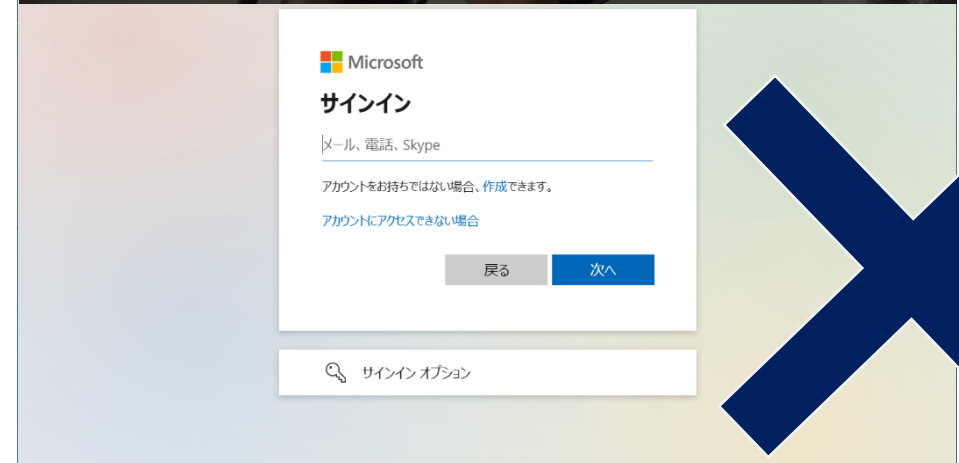 Microsoft
サインイン
メール、電話、Skype
アカウントをお持ちではない場合、作成できます。
アカウントにアクセスできない場合
戻る 次へ
サインイン オプション